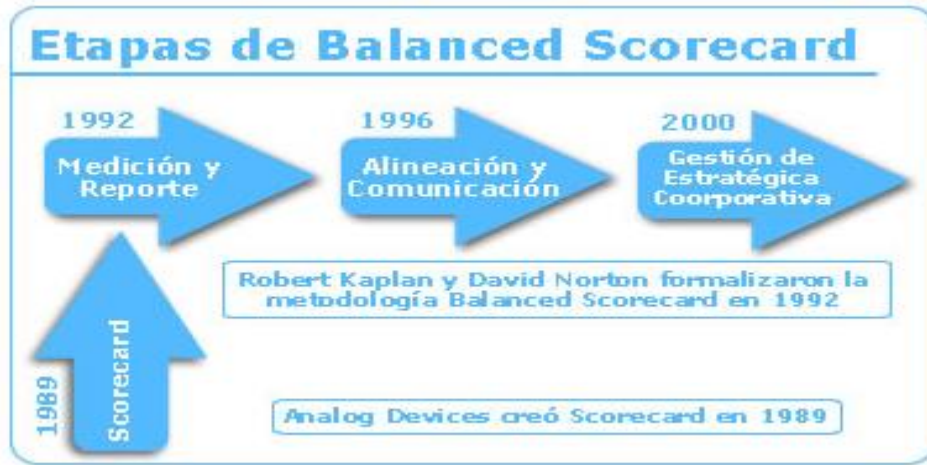 Etapas de Balanced Scorecard
1992
Medición y
Reporte
1996
Alineación y
Comunicación
2000
Gestión de
Estratégica
Coorporativa
Robert Kaplan y David Norton formalizaron la
metodología Balanced Scorecard en 1992
1989
Scorecard
Analog Devices creó Scorecard en 1989